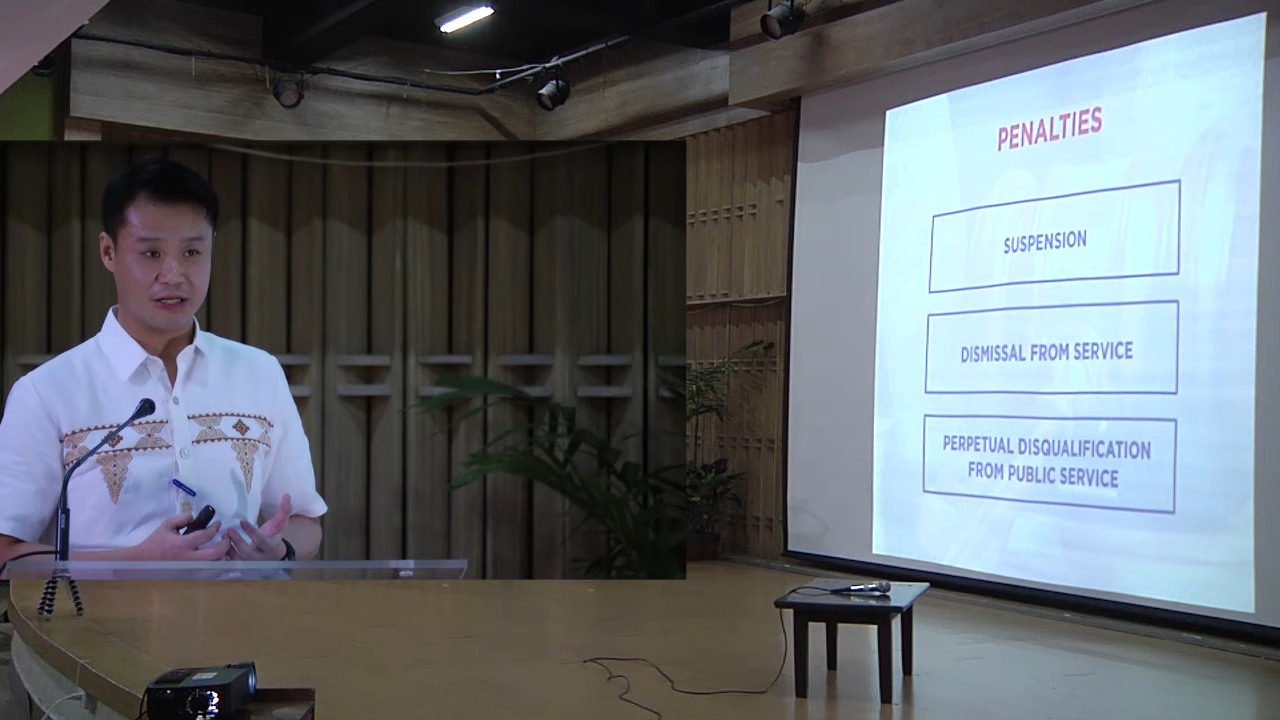 PENALTIES
SUSPENSION
DISMISSAL FROM SERVICE
PERPETUAL DISQUALIFICATION
FROM PUBLIC SERVICE